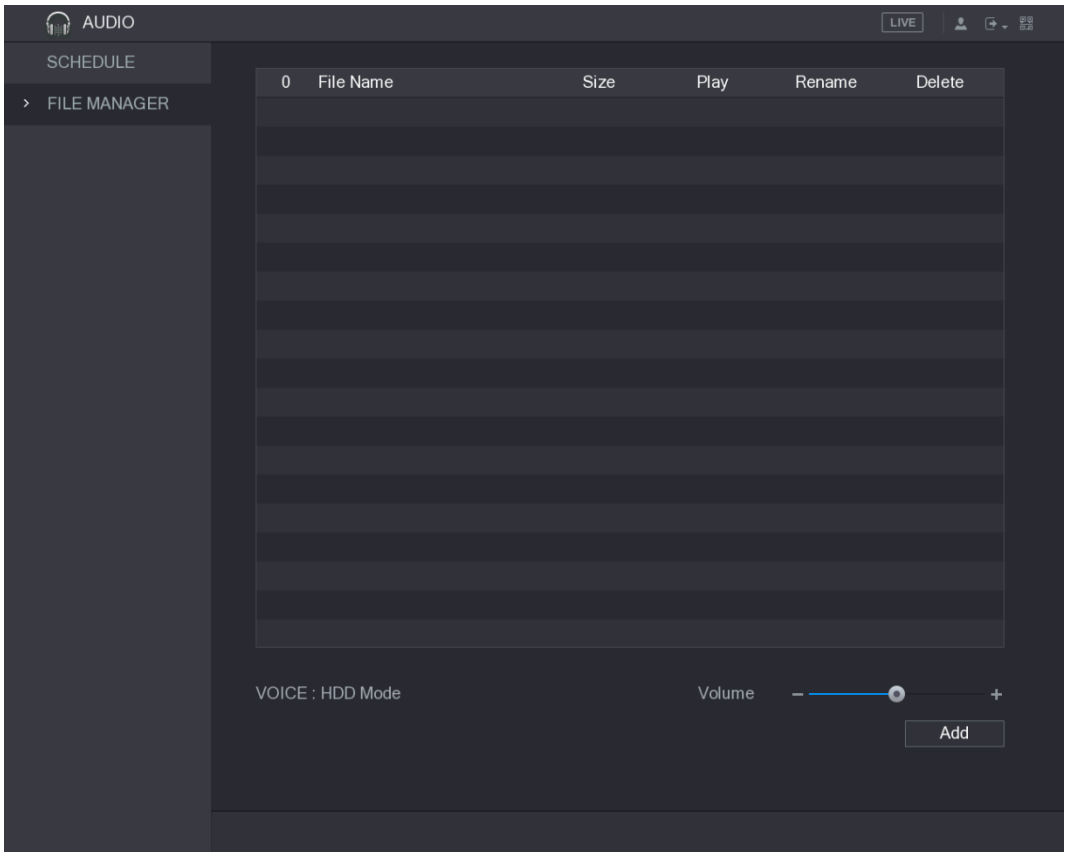 AUDIO
LIVE
SCHEDULE
FILE MANAGER
0 File Name Size Play Rename Delete
VOICE : HDD Mode Volume
Add